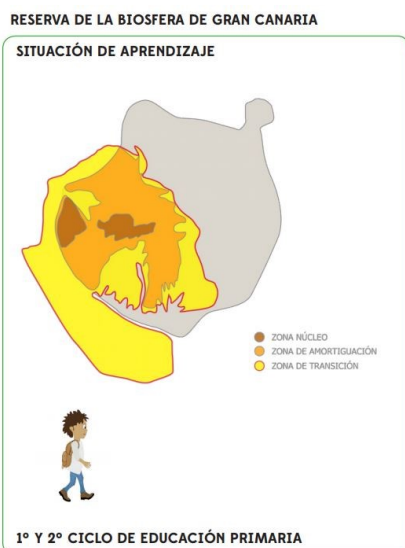 RESERVA DE LA BIOSFERA DE GRAN CANARIA
SITUACIÓN DE APRENDIZAJE
ZONA NÚCLEO
ZONA DE AMORTIGUACIÓN
ZONA DE TRANSICIÓN
1º Y 2º CICLO DE EDUCACIÓN PRIMARIA